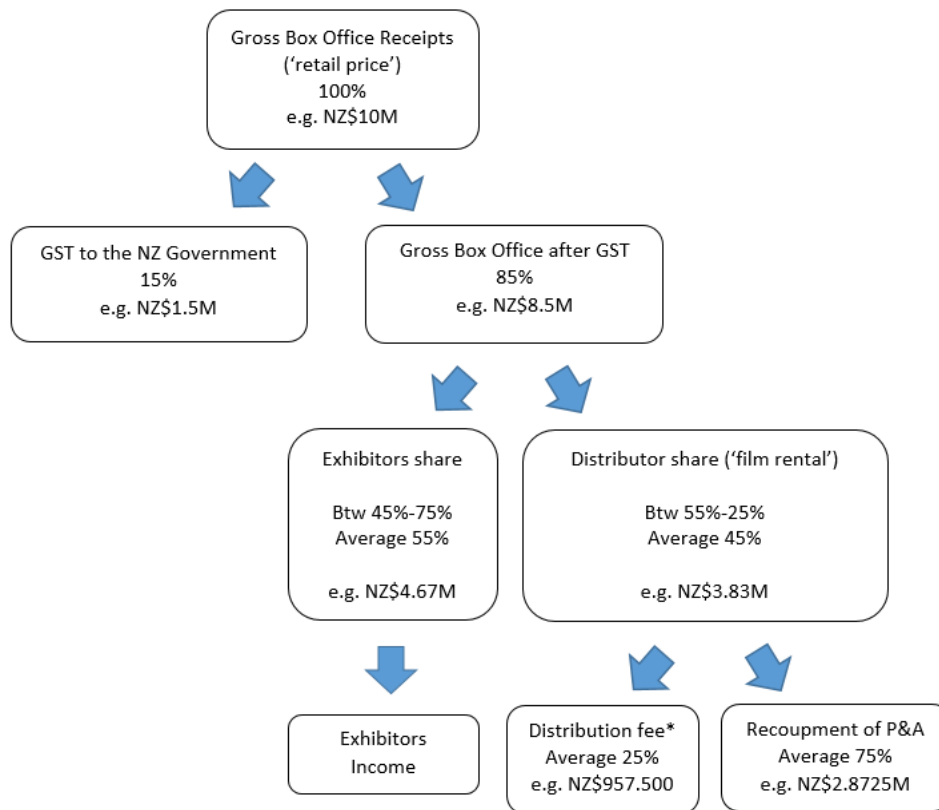 Gross Box Office Receipts
(‘retail price’)
100%
e.g. NZ$10M
GST to the NZ Government
15%
e.g. NZ$1.5M
Gross Box Office after GST
85%
e.g. NZ$8.5M
Exhibitors share
Btw 45%-75%
Average 55%
e.g. NZ$4.67M
Distributor share (‘film rental’)
Btw 55%-25%
Average 45%
e.g. NZ$3.83M
Exhibitors
Income
Distribution fee*
Average 25%
e.g. NZ$957.500
Recoupment of P&A
Average 75%
e.g. NZ$2.8725M